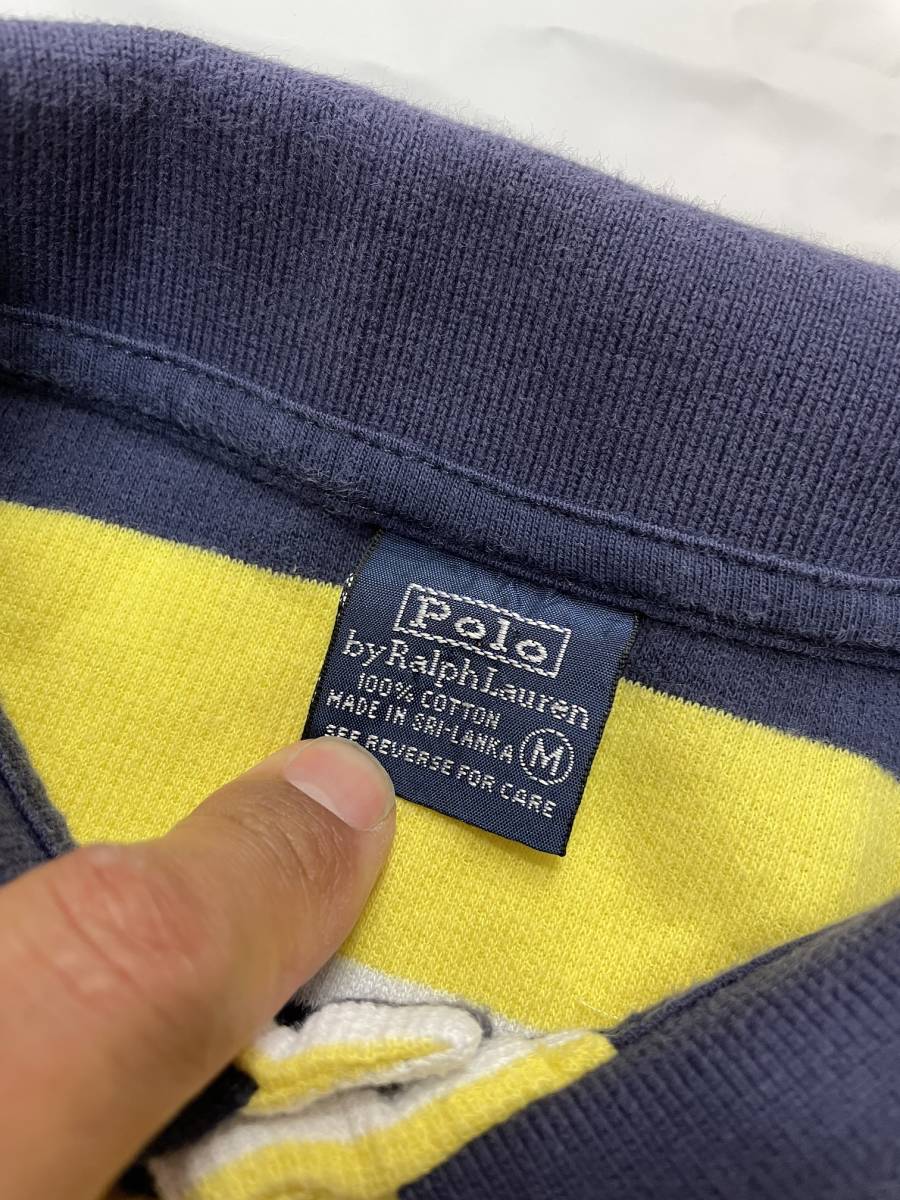 Polo
by Ralph Lauren
100% COTTON
MADE IN SRI-LANKA M
SEE REVERSE FOR CARE